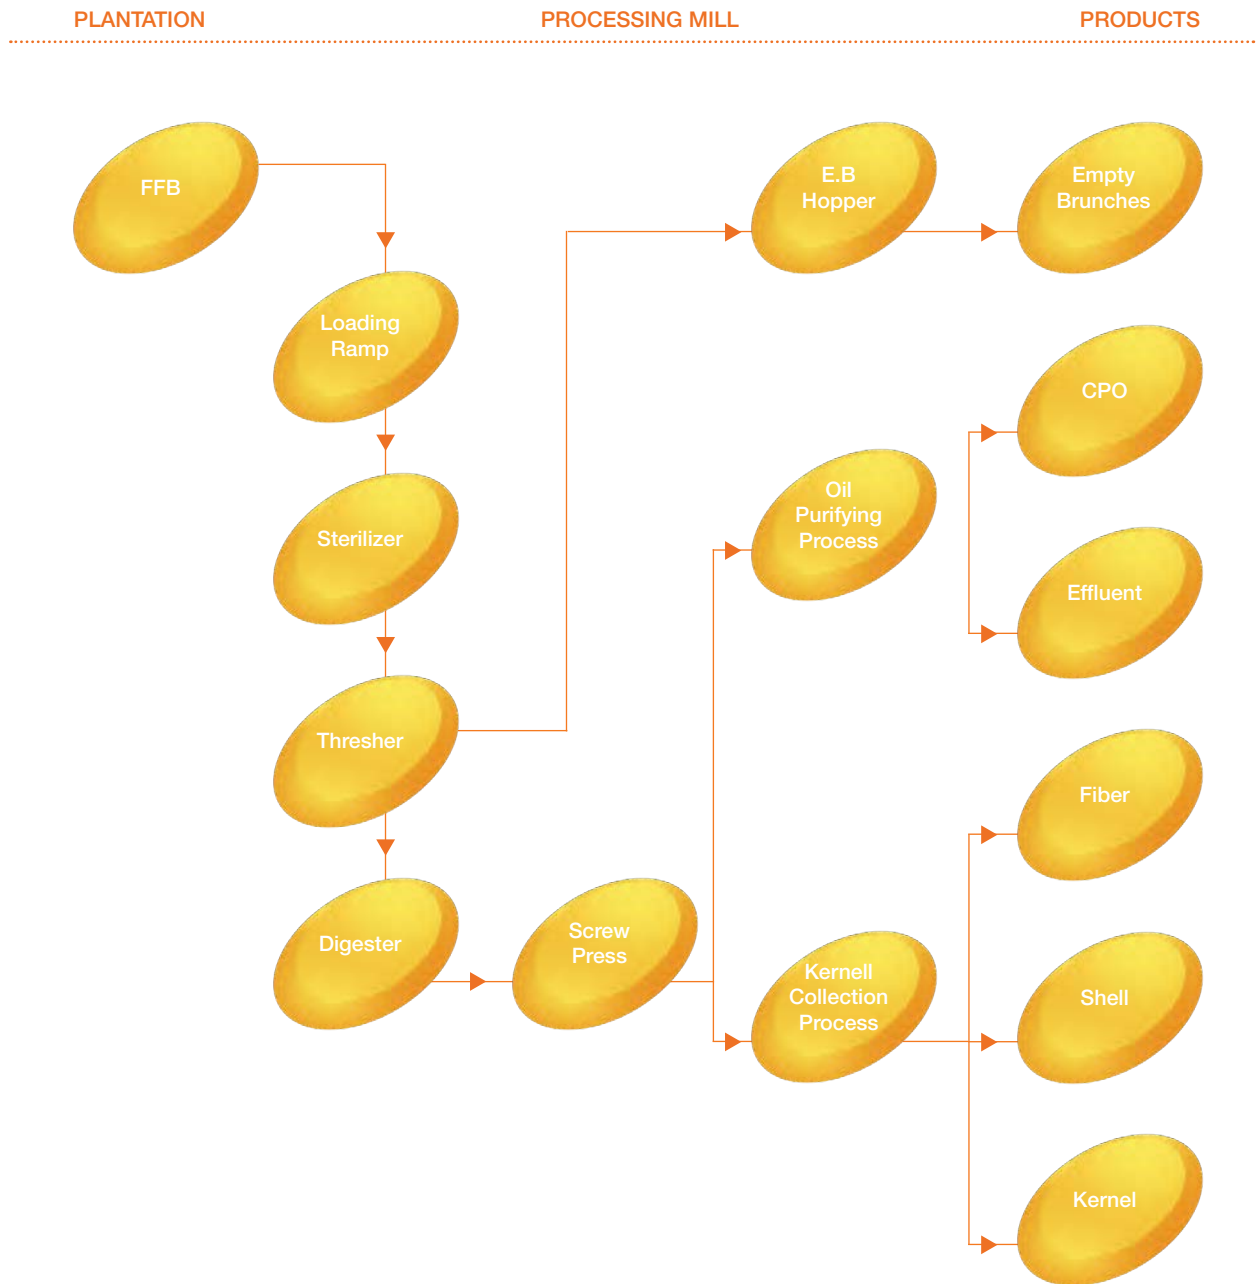 PLANTATION
PROCESSING MILL
PRODUCTS
FFB
E.B
Hopper
Empty
Brunches
Loading
Ramp
CPO
Oil
Purifying
Process
Sterilizer
Effluent
Thresher
Fiber
Digester
Screw
Press
Kernell
Collection
Process
Shell
Kernel